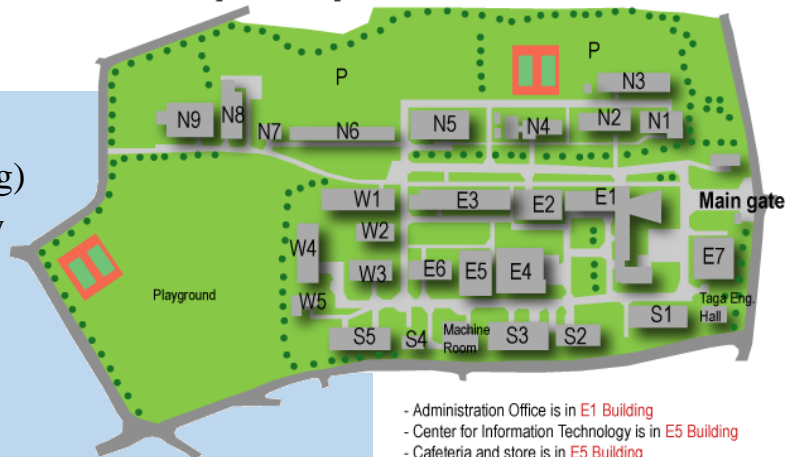 P
P
N3
N9
N8
N7
N6
N5
N4
N2
N1
g)
W1
E3
E2
E1
Main gate
W2
W4
W3
E6
E5
E4
E7
Playground
W5
Taga Eng.
Hall
S1
S5
S4
Machine
Room
S3
S2
- Administration Office is in E1 Building
- Center for Information Technology is in E5 Building
- Cafeteria and store is in E5 Building